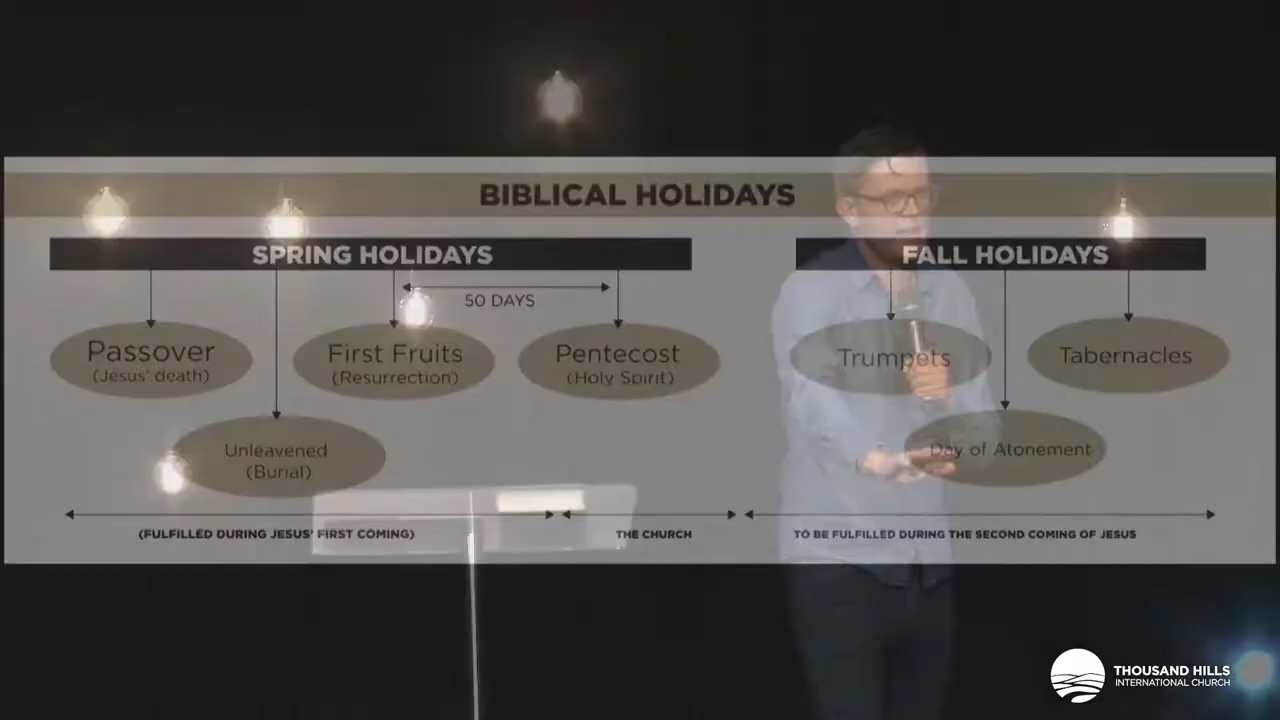 BIBLICAL HOLIDAYS
SPRING HOLIDAYS
50 DAYS
Passover
(Jesus' death)
First Fruits
(Resurrection)
Pentecost
(Holy Spirit)
Unleavened
(Burial)
FALL HOLIDAYS
Trumpets
Tabernacles
Day of Atonement
(FULFILLED DURING JESUS' FIRST COMING)
THE CHURCH
TO BE FULFILLED DURING THE SECOND COMING OF JESUS
THOUSAND HILLS
INTERNATIONAL CHURCH